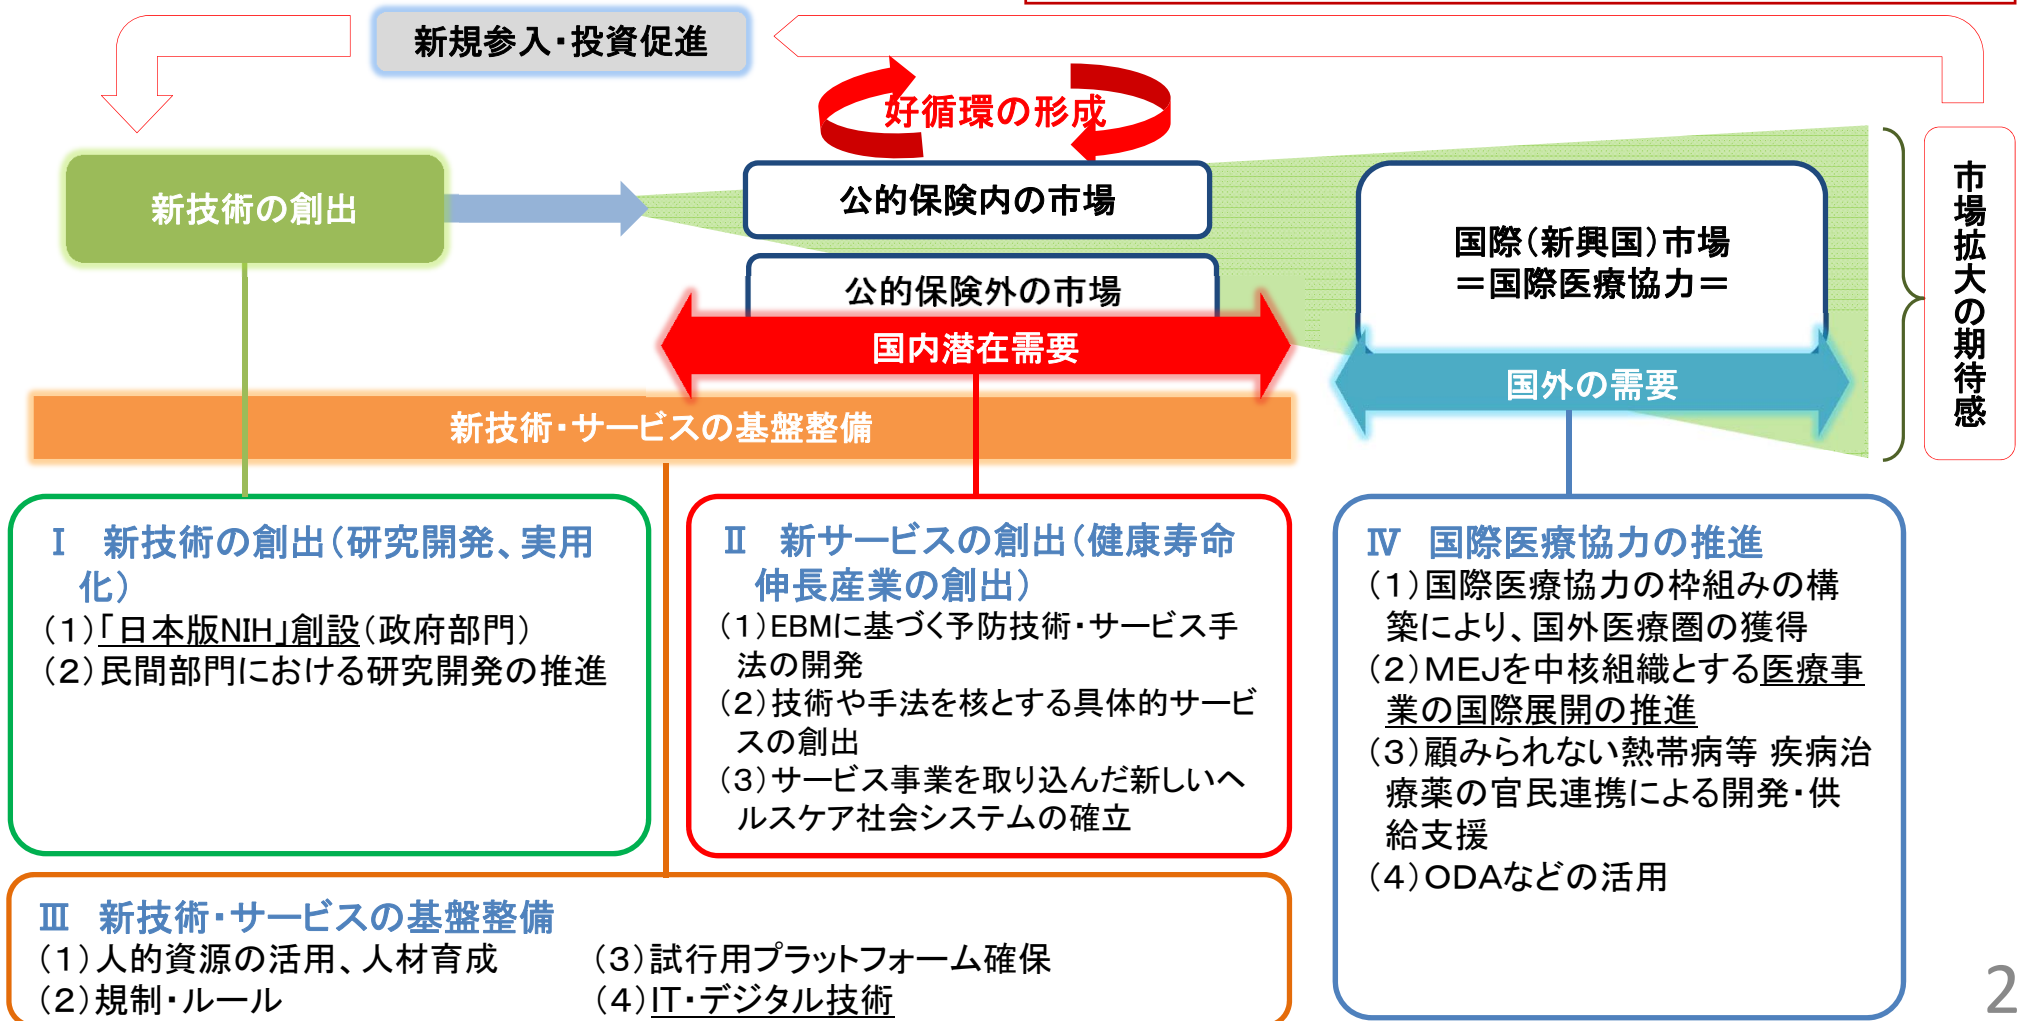 新規参入・投資促進
好循環の形成
新技術の創出
公的保険内の市場
公的保険外の市場
国内潜在需要
国際(新興国)市場
=国際医療協力=
国外の需要
市場拡大の期待感
新技術・サービスの基盤整備
Ⅰ 新技術の創出(研究開発、実用
化)
(1)「日本版NIH」創設(政府部門)
(2)民間部門における研究開発の推進
Ⅱ 新サービスの創出(健康寿命
伸長産業の創出)
(1)EBMに基づく予防技術・サービス手
法の開発
(2)技術や手法を核とする具体的サービ
スの創出
(3)サービス事業を取り込んだ新しいヘ
ルスケア社会システムの確立
Ⅳ 国際医療協力の推進
(1)国際医療協力の枠組みの構
築により、国外医療圏の獲得
(2)MEJを中核組織とする医療事
業の国際展開の推進
(3)顧みられない熱帯病等 疾病治
療薬の官民連携による開発・供
給支援
(4)ODAなどの活用
Ⅲ 新技術・サービスの基盤整備
(1)人的資源の活用、人材育成
(2)規制・ルール
(3)試行用プラットフォーム確保
(4)IT・デジタル技術
2